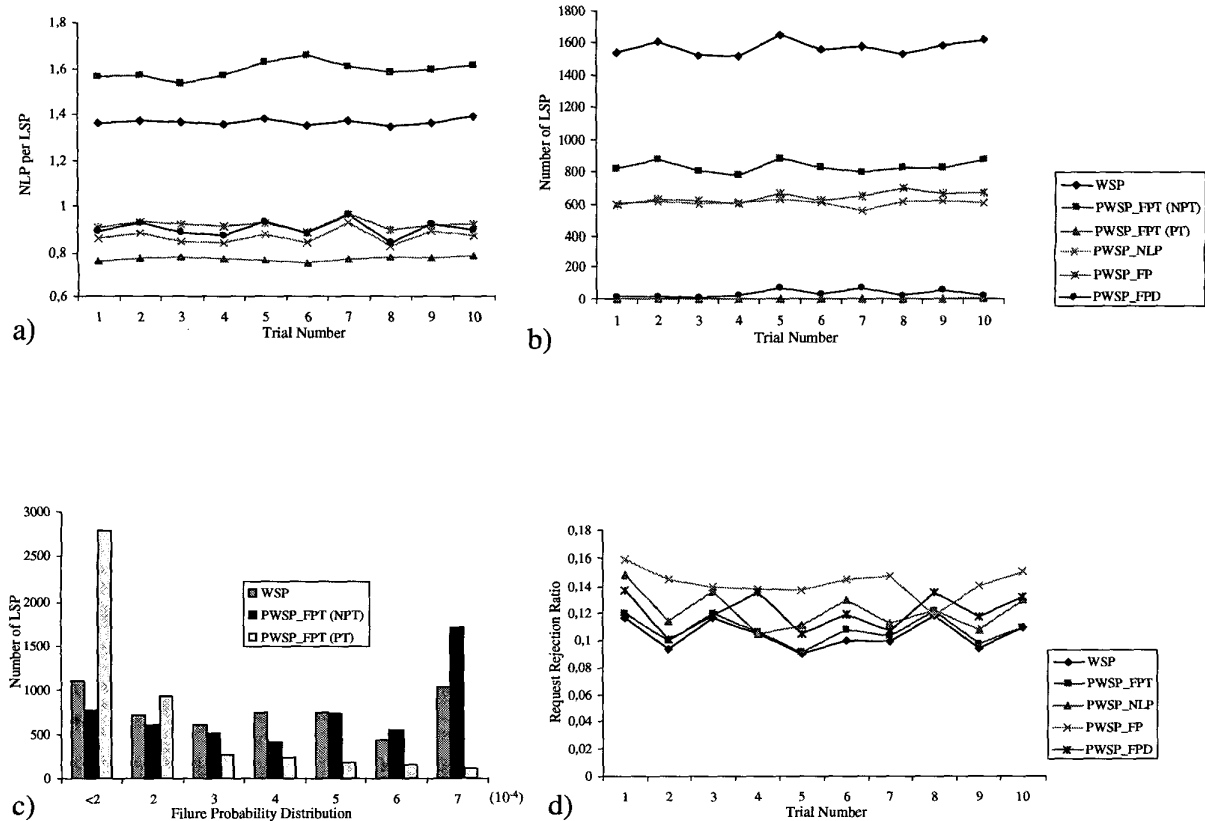 1,8
1,6
1,4
1,2
1
0,8
0,6
NLP per LSP
1 2 3 4 5 6 7 8 9 10
Trial Number
a)
1800
1600
1400
1200
1000
800
600
400
200
0
Number of LSP
1 2 3 4 5 6 7 8 9 10
Trial Number
b)
WSP
PWSP_FPT (NPT)
PWSP_FPT (PT)
PWSP_NLP
PWSP_FP
PWSP_FPD
3000
2500
2000
1500
1000
500
0
Number of LSP
WSP
PWSP_FPT (NPT)
PWSP_FPT (PT)
<2 2 3 4 5 6 7 (10⁻⁴)
Filure Probability Distribution
c)
0,18
0,16
0,14
0,12
0,1
0,08
0,06
0,04
0,02
0
Request Rejection Ratio
1 2 3 4 5 6 7 8 9 10
Trial Number
d)
WSP
PWSP_FPT
PWSP_NLP
PWSP_FP
PWSP_FPD